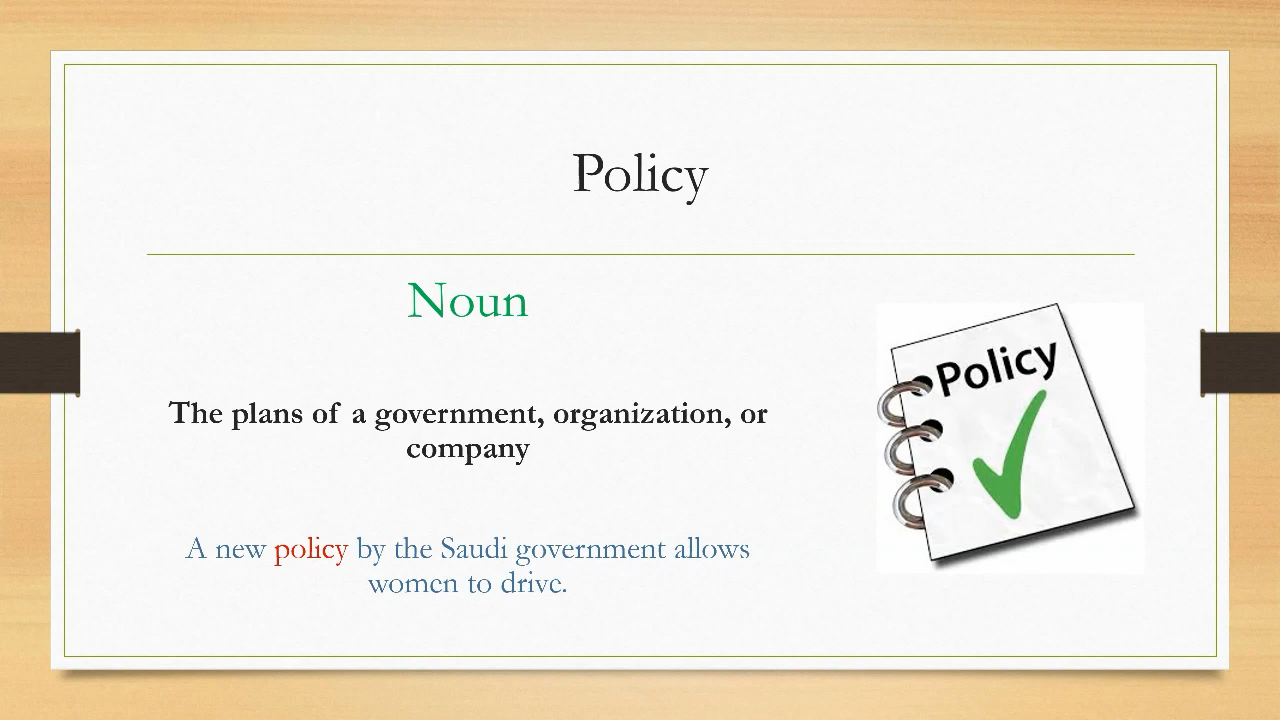 Policy
Noun
The plans of a government, organization, or
company
A new policy by the Saudi government allows
women to drive.
Policy